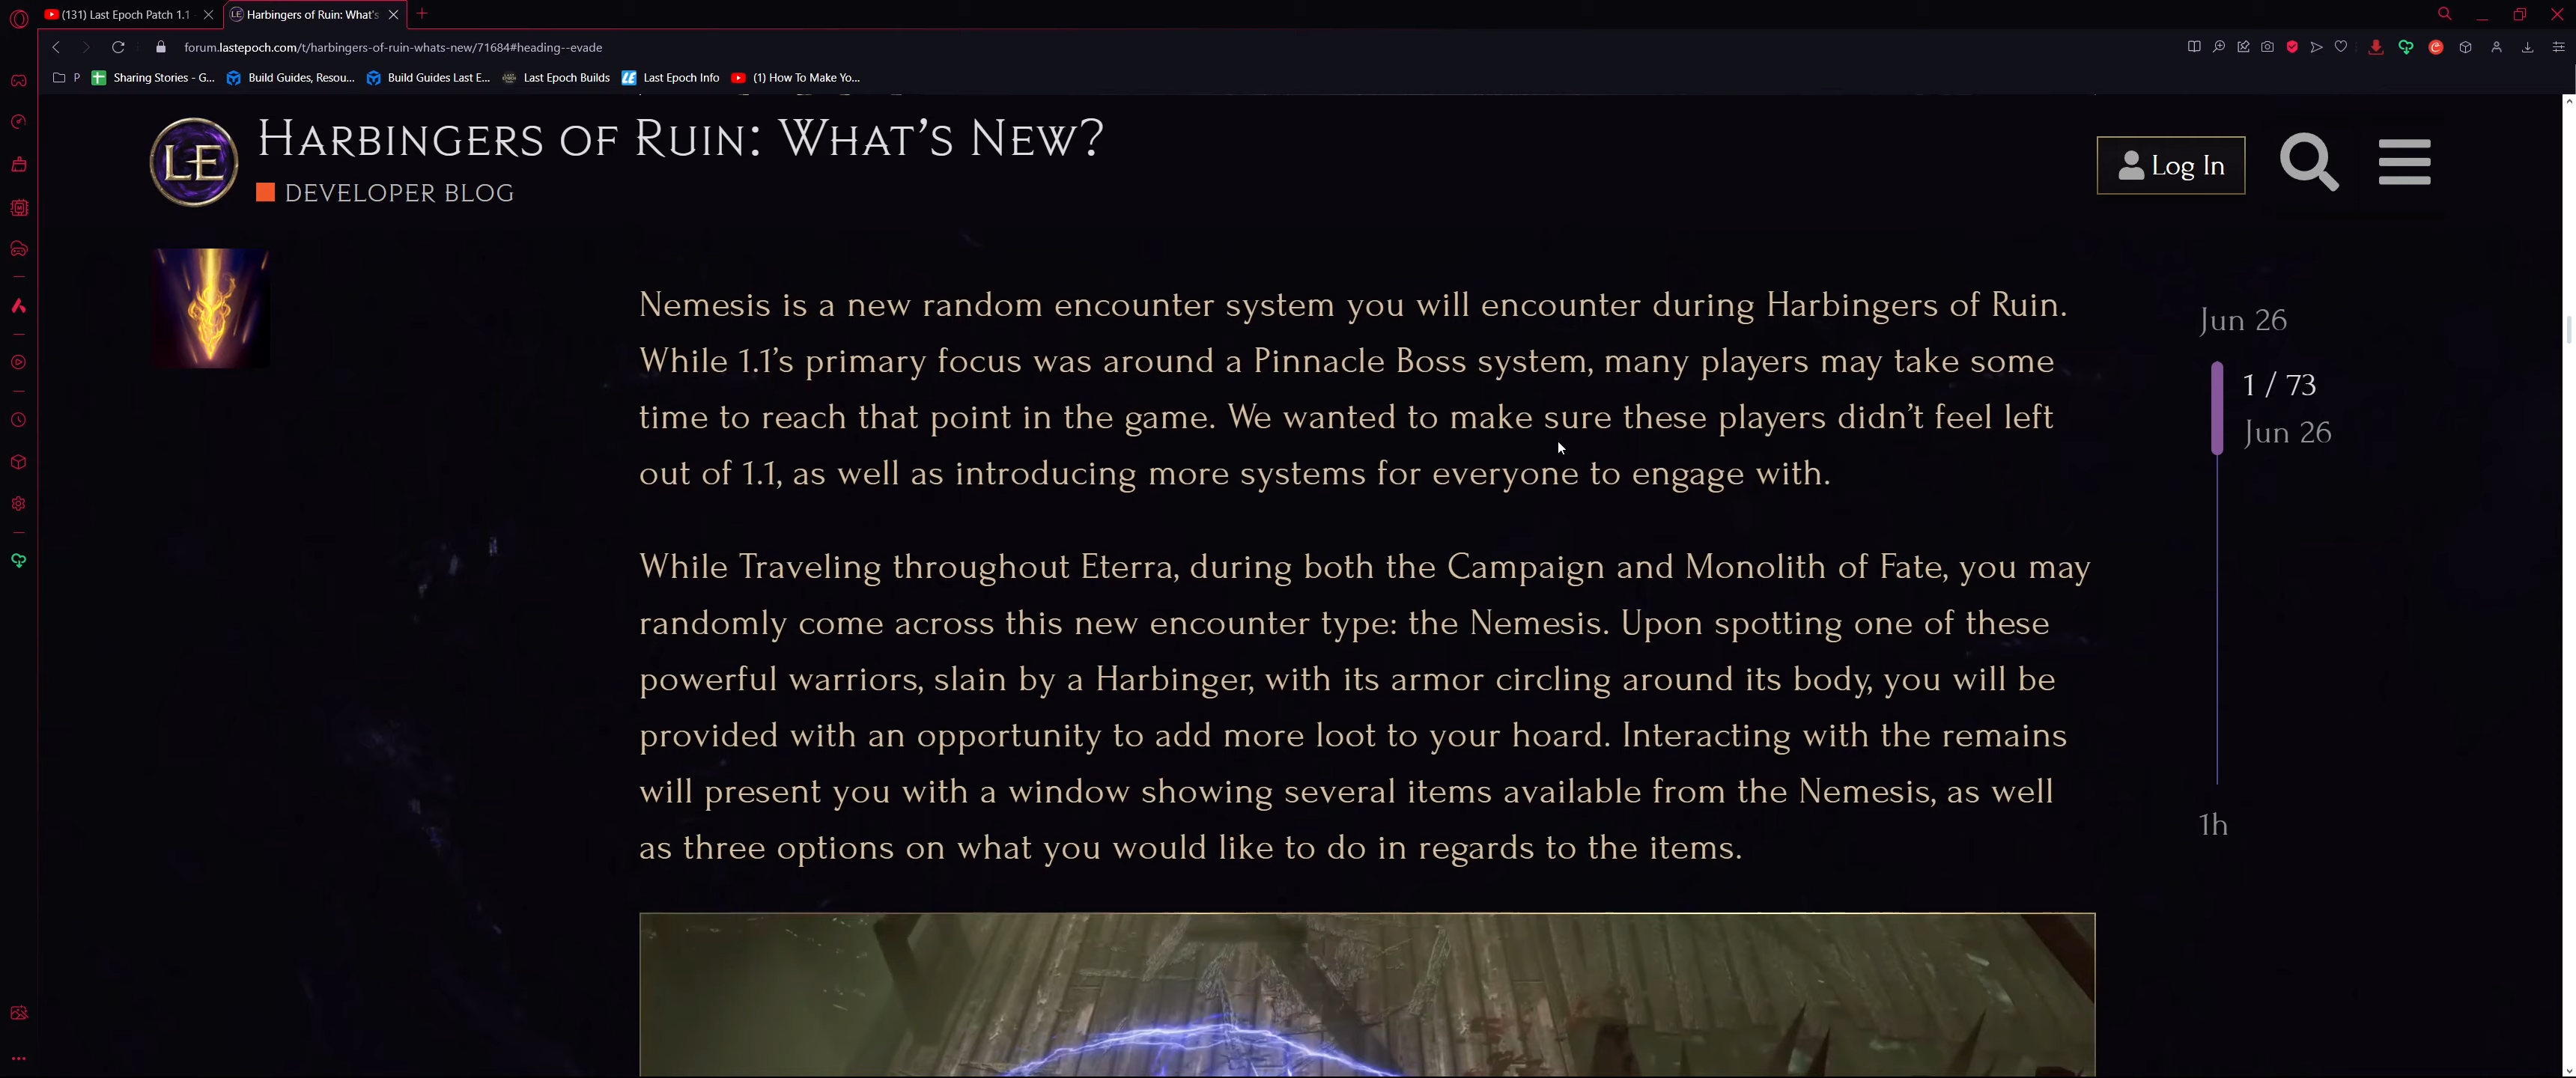 (131) Last Epoch Patch 1.1
Harbingers of Ruin: What's
forum.lastepoch.com/t/harbingers-of-ruin-whats-new/71684#heading--evade
P
Sharing Stories - G...
Build Guides, Resou...
Build Guides Last E...
Last Epoch Builds
Last Epoch Info
(1) How To Make Yo...
LE
HARBINGERS OF RUIN: WHAT'S NEW?
DEVELOPER BLOG
Log In
Nemesis is a new random encounter system you will encounter during Harbingers of Ruin.
While 1.1's primary focus was around a Pinnacle Boss system, many players may take some
time to reach that point in the game. We wanted to make sure these players didn't feel left
out of 1.1, as well as introducing more systems for everyone to engage with.
While Traveling throughout Eterra, during both the Campaign and Monolith of Fate, you may
randomly come across this new encounter type: the Nemesis. Upon spotting one of these
powerful warriors, slain by a Harbinger, with its armor circling around its body, you will be
provided with an opportunity to add more loot to your hoard. Interacting with the remains
will present you with a window showing several items available from the Nemesis, as well
as three options on what you would like to do in regards to the items.
Jun 26
1 / 73
Jun 26
1h